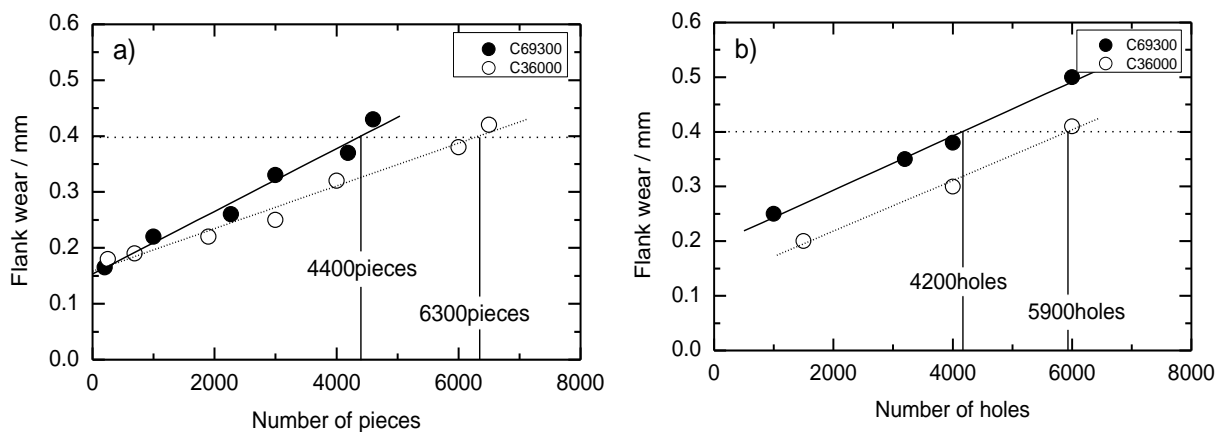 a)
C69300
C36000
0.6
0.5
0.4
0.3
0.2
0.1
0.0
Flank wear / mm
4400pieces
6300pieces
0 2000 4000 6000 8000
Number of pieces
b)
C69300
C36000
0.6
0.5
0.4
0.3
0.2
0.1
0.0
Flank wear / mm
4200holes
5900holes
0 2000 4000 6000 8000
Number of holes